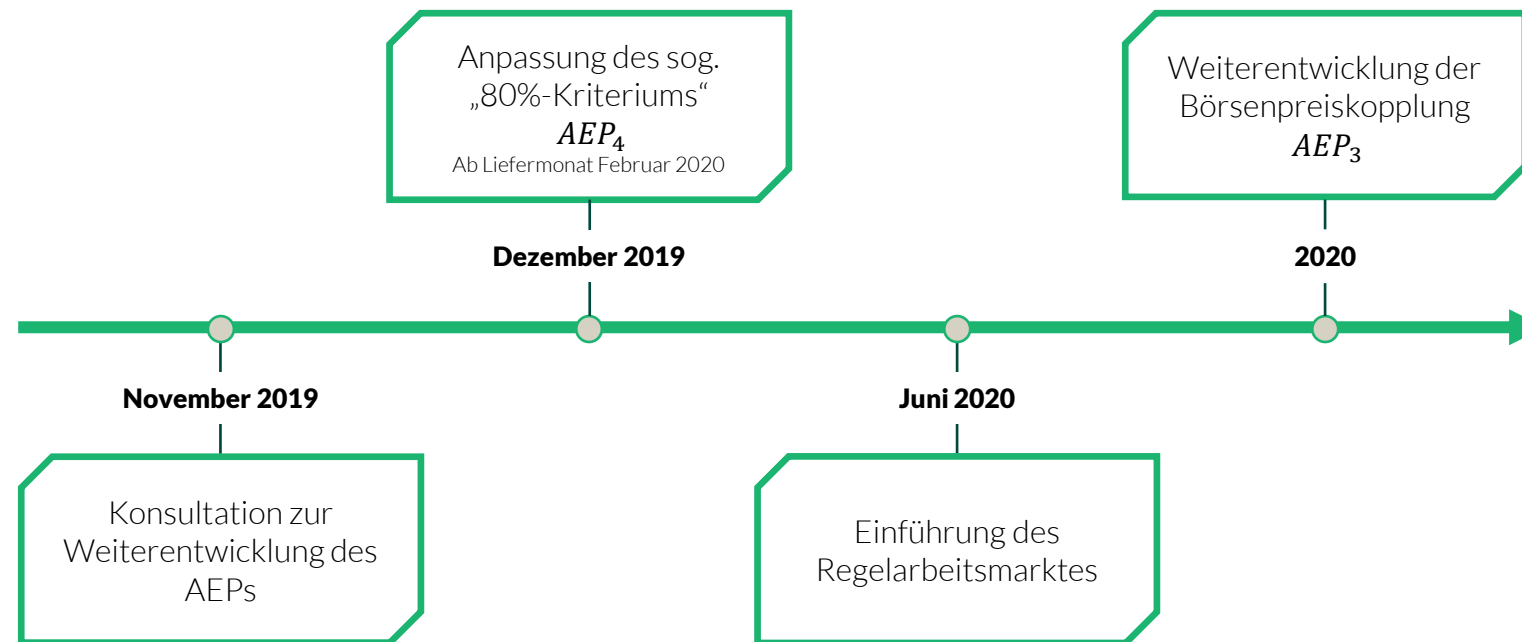 Anpassung des sog.
„80%-Kriteriums“
AEP₄
Ab Liefermonat Februar 2020
Dezember 2019
Weiterentwicklung der
Börsenpreiskopplung
AEP₃
2020
November 2019
Konsultation zur
Weiterentwicklung des
AEPs
Juni 2020
Einführung des
Regelarbeitsmarktes